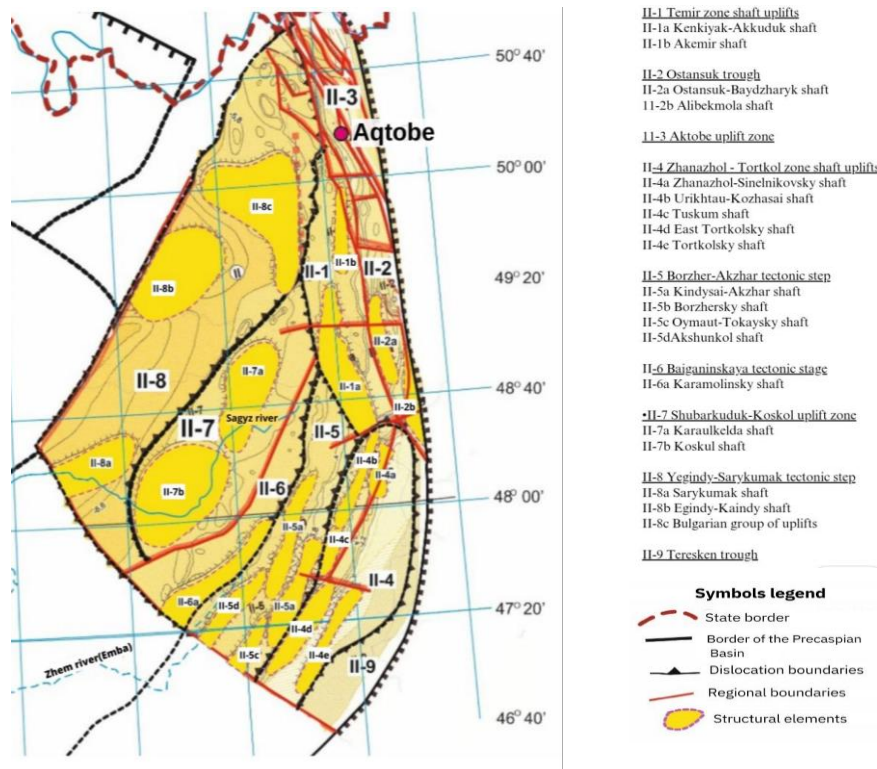 50° 40'
II-3
Aqtobe
50° 00'
II-8c
II-1
II-1b
II-2
II
49° 20'
II-8b
II-2a
II-7a
II-8
II-1a
48° 40'
II-7
Sagyz river
II-2b
II-5
II-8a
II-4b
II-4a
II-6
II-7b
48° 00'
II-5a
II-4c
II-4
II-6a
II-5d
II-5a
47° 20'
II-4d
II-5c
II-4e
Zhem river(Emba)
II-9
46° 40'
II-1 Temir zone shaft uplifts
II-1a Kenkiyak-Akkuduk shaft
II-1b Akemir shaft
II-2 Ostansuk trough
II-2a Ostansuk-Baydzharyk shaft
11-2b Alibekmola shaft
11-3 Aktobe uplift zone
II-4 Zhanazhol - Tortkol zone shaft uplifts
II-4a Zhanazhol-Sinelnikovsky shaft
II-4b Urikhtau-Kozhasai shaft
II-4c Tuskum shaft
II-4d East Tortkolsky shaft
II-4e Tortkolsky shaft
II-5 Borzher-Akzhar tectonic step
II-5a Kindysai-Akzhar shaft
II-5b Borzhersky shaft
II-5c Oymaut-Tokaysky shaft
II-5dAkshunkol shaft
II-6 Baiganinskaya tectonic stage
II-6a Karamolinsky shaft
•II-7 Shubarkuduk-Koskol uplift zone
II-7a Karaulkelda shaft
II-7b Koskul shaft
II-8 Yegindy-Sarykumak tectonic step
II-8a Sarykumak shaft
II-8b Egindy-Kaindy shaft
II-8c Bulgarian group of uplifts
II-9 Teresken trough
Symbols legend
State border
Border of the Precaspian
Basin
Dislocation boundaries
Regional boundaries
Structural elements